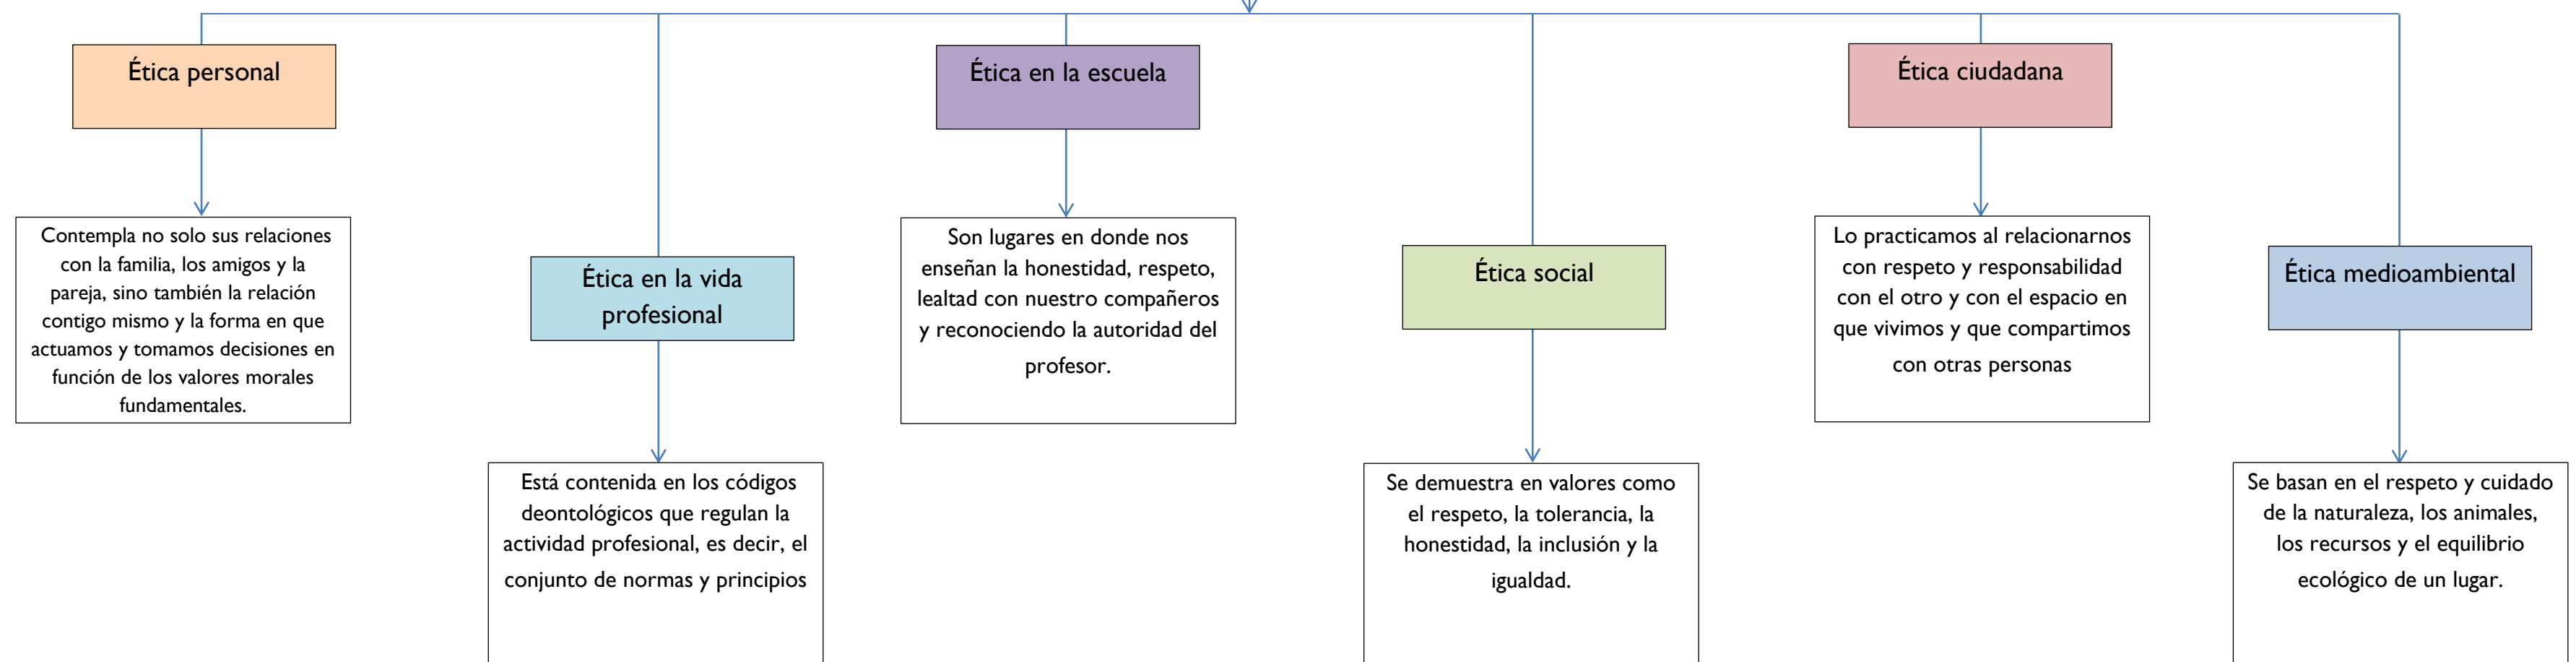 Ética personal
Contempla no solo sus relaciones
con la familia, los amigos y la
pareja, sino también la relación
contigo mismo y la forma en que
actuamos y tomamos decisiones en
función de los valores morales
fundamentales.
Ética en la vida
profesional
Está contenida en los códigos
deontológicos que regulan la
actividad profesional, es decir, el
conjunto de normas y principios
Ética en la escuela
Son lugares en donde nos
enseñan la honestidad, respeto,
lealtad con nuestro compañeros
y reconociendo la autoridad del
profesor.
Ética social
Se demuestra en valores como
el respeto, la tolerancia, la
honestidad, la inclusión y la
igualdad.
Ética ciudadana
Lo practicamos al relacionarnos
con respeto y responsabilidad
con el otro y con el espacio en
que vivimos y que compartimos
con otras personas
Ética medioambiental
Se basan en el respeto y cuidado
de la naturaleza, los animales,
los recursos y el equilibrio
ecológico de un lugar.